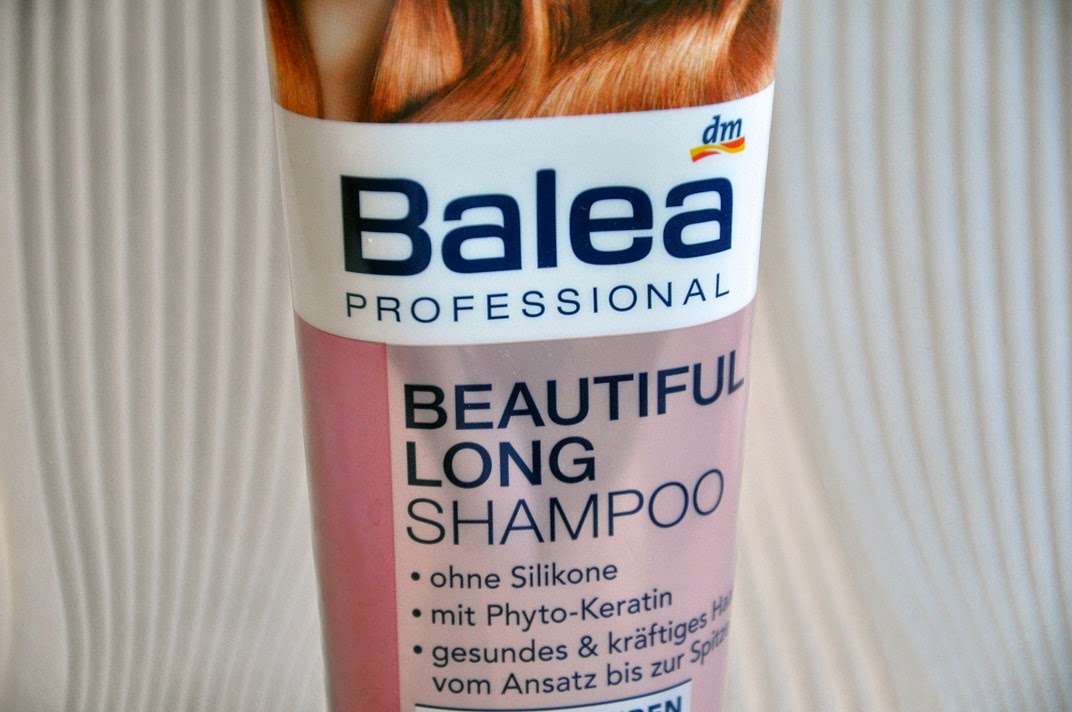 dm
Balea
PROFESSIONAL
BEAUTIFUL
LONG
SHAMPOO
• ohne Silikone
• mit Phyto-Keratin
• gesundes & kräftiges
vom Ansatz bis zur